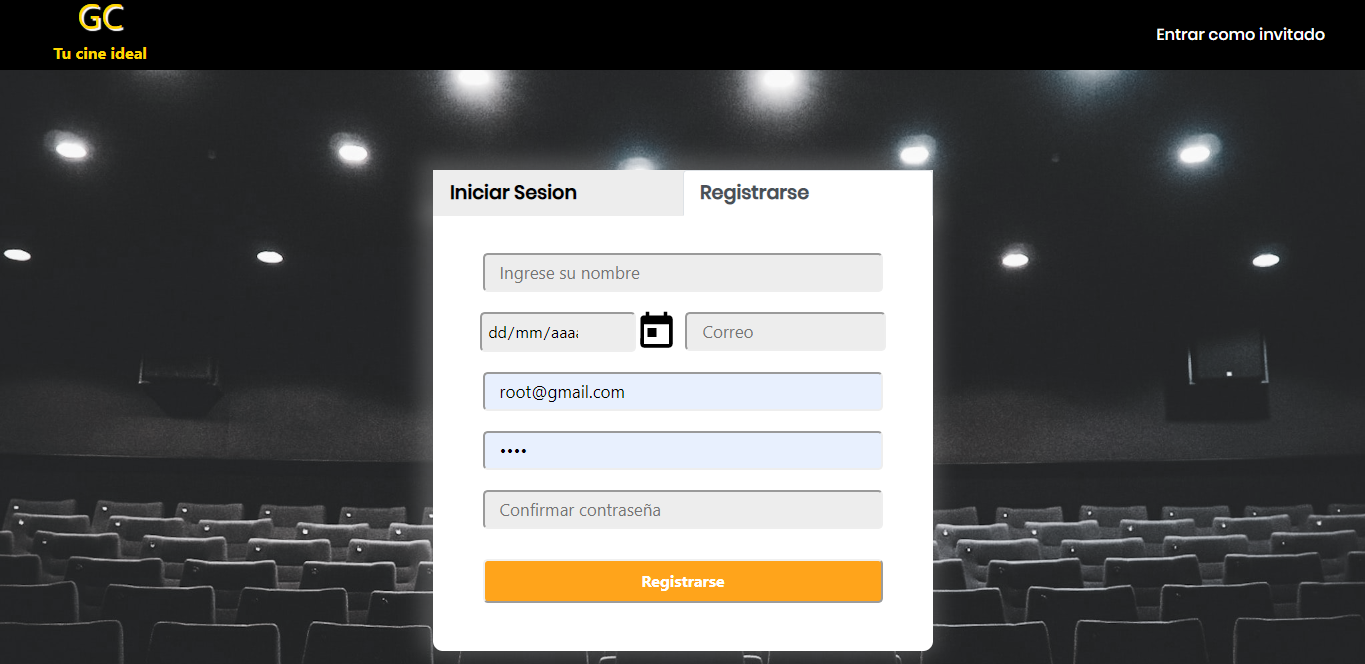 GC
Tu cine ideal
Entrar como invitado
Iniciar Sesion
Registrarse
Ingrese su nombre
dd/mm/aaaa
Correo
root@gmail.com
••••
Confirmar contraseña
Registrarse